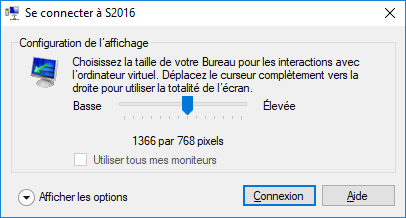 Se connecter à S2016
Configuration de l'affichage
Choisissez la taille de votre Bureau pour les interactions avec
l'ordinateur virtuel. Déplacez le curseur complètement vers la
droite pour utiliser la totalité de l'écran.
Basse Élevée
1366 par 768 pixels
Utiliser tous mes moniteurs
Afficher les options Connexion Aide